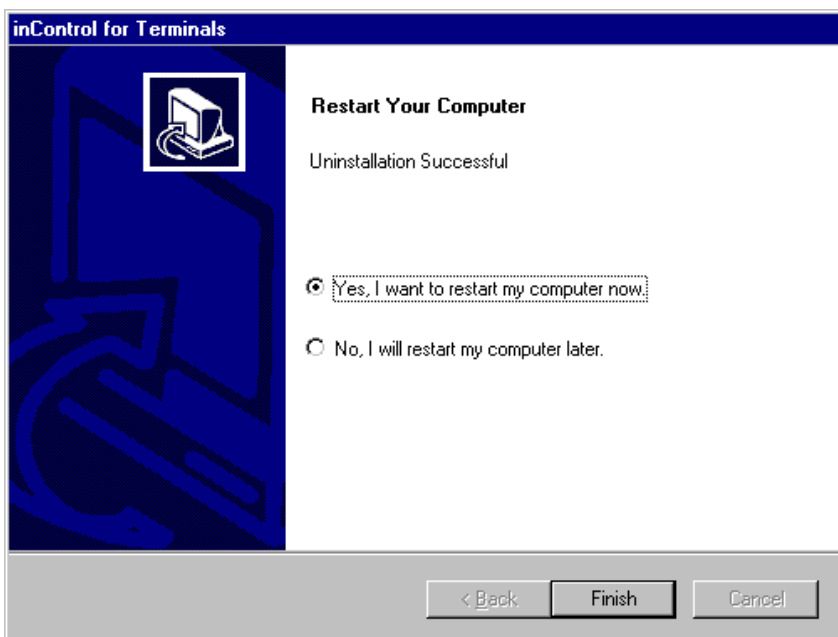 inControl for Terminals
Restart Your Computer
Uninstallation Successful
Yes, I want to restart my computer now.
No, I will restart my computer later.
< Back
Finish
Cancel